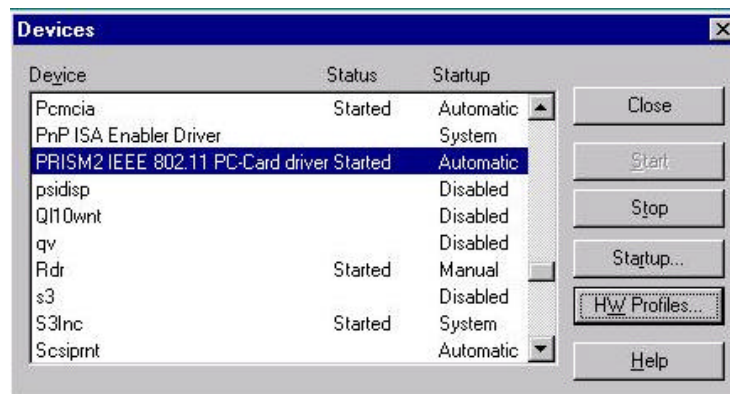 Devices
Device Status Startup
Pcmcia Started Automatic
PnP ISA Enabler Driver System
PRISM2 IEEE 802.11 PC-Card driver Started Automatic
psidisp Disabled
Ql10wnt Disabled
qv Disabled
Rdr Started Manual
s3 Disabled
S3Inc Started System
Scsiprnt Automatic
Close
Start
Stop
Startup...
HW Profiles...
Help